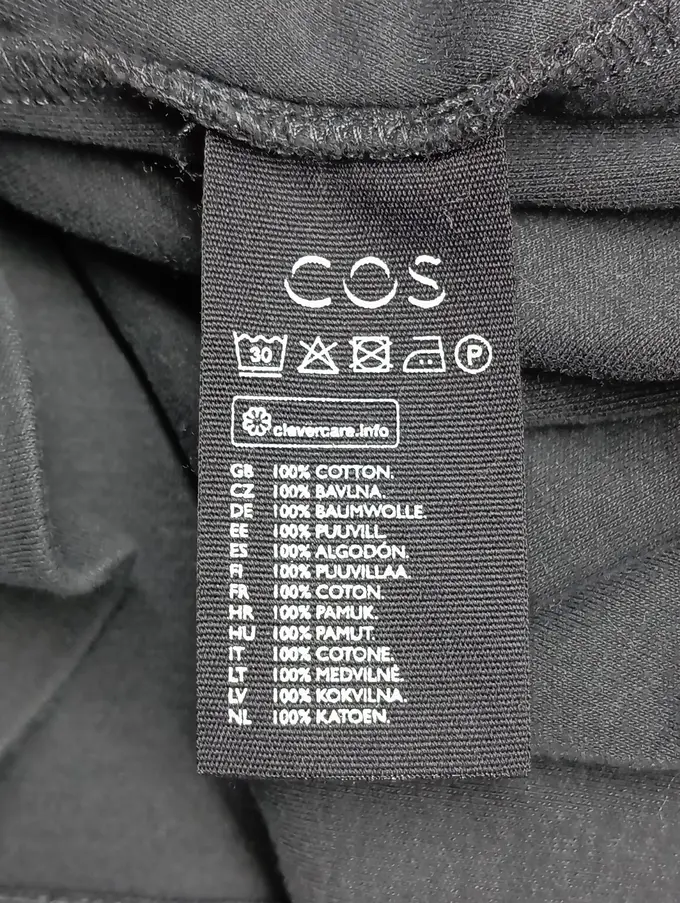 COS
30 P
clevercare.info
GB 100% COTTON.
CZ 100% BAVLNA.
DE 100% BAUMWOLLE.
EE 100% PUUVILL.
ES 100% ALGODÓN.
FI 100% PUUVILLAA.
FR 100% COTON.
HR 100% PAMUK.
HU 100% PAMUT.
IT 100% COTONE.
LT 100% MEDVILNĖ.
LV 100% KOKVILNA.
NL 100% KATOEN.